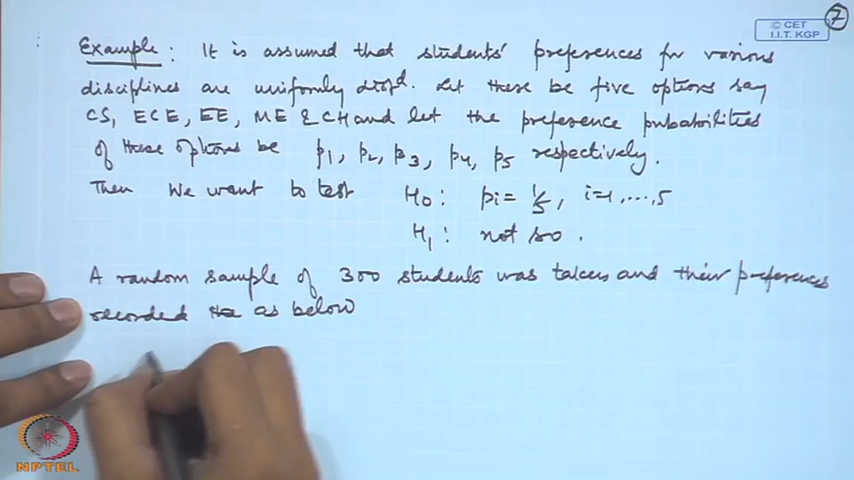 7
© CET
I.I.T. KGP
Example : It is assumed that students' preferences for various
disciplines are uniformly distd. Let there be five options say
CS, ECE, EE, ME & CH and let the preference probabilities
of these options be p1, p2, p3, p4, p5 respectively.
Then we want to test H0 : pi = 1/5, i=1,...,5
H1 : not so .
A random sample of 300 students was taken and their preferences
recorded as below
NPTEL